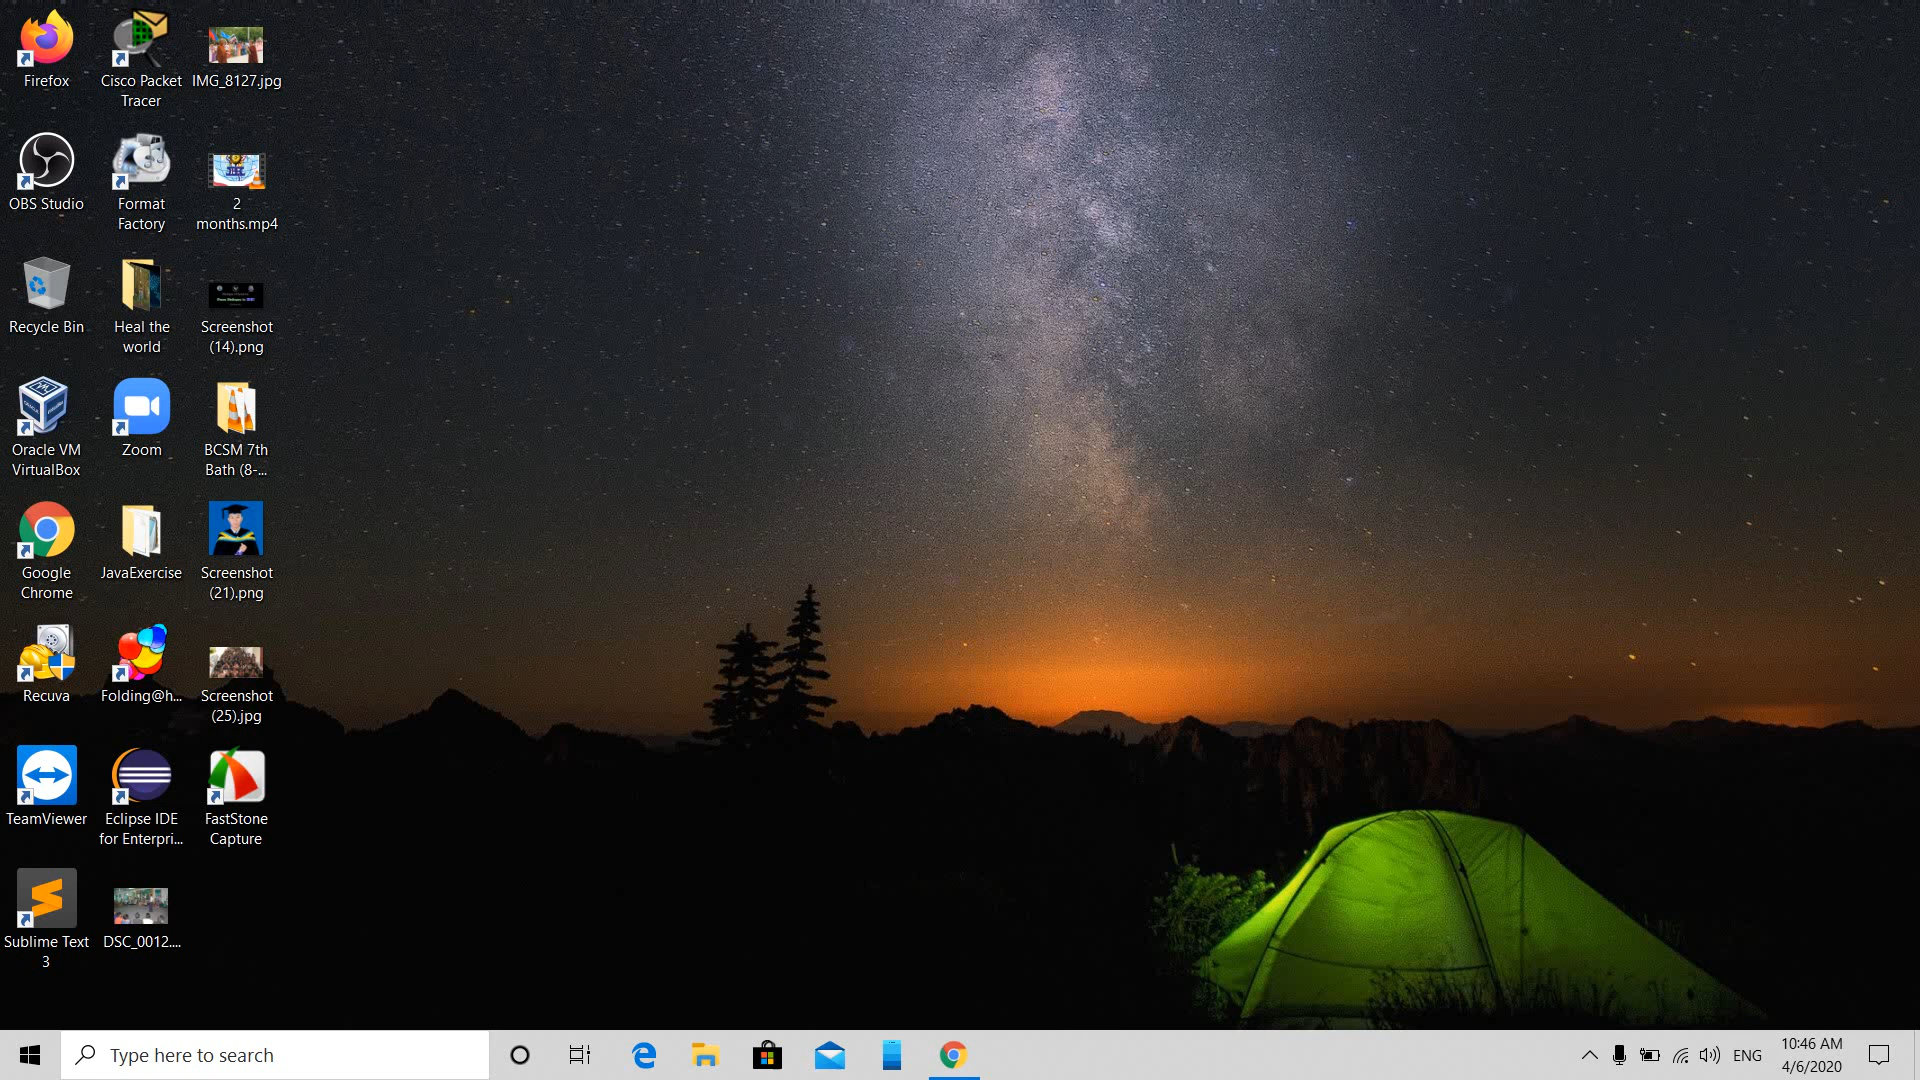 Firefox
Cisco Packet
Tracer
IMG_8127.jpg
OBS Studio
Format
Factory
2
months.mp4
Recycle Bin
Heal the
world
Screenshot
(14).png
Oracle VM
VirtualBox
Zoom
BCSM 7th
Bath (8-...
Google
Chrome
JavaExercise
Screenshot
(21).png
Recuva
Folding@h...
Screenshot
(25).jpg
TeamViewer
Eclipse IDE
for Enterpri...
FastStone
Capture
Sublime Text
3
DSC_0012....
Type here to search
ENG
10:46 AM
4/6/2020